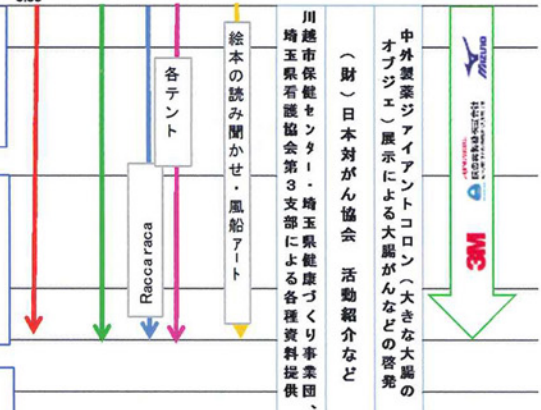 中外製薬ジャイアントコロン（大きな大腸の
オブジェ）展示による大腸がんなどの啓発
（財）日本対がん協会　活動紹介など
川越市保健センター・埼玉県健康づくり事業団、
埼玉県看護協会第３支部による各種資料提供
絵本の読み聞かせ・風船アート
各テント
Raccaraca
MIZUNO
3M